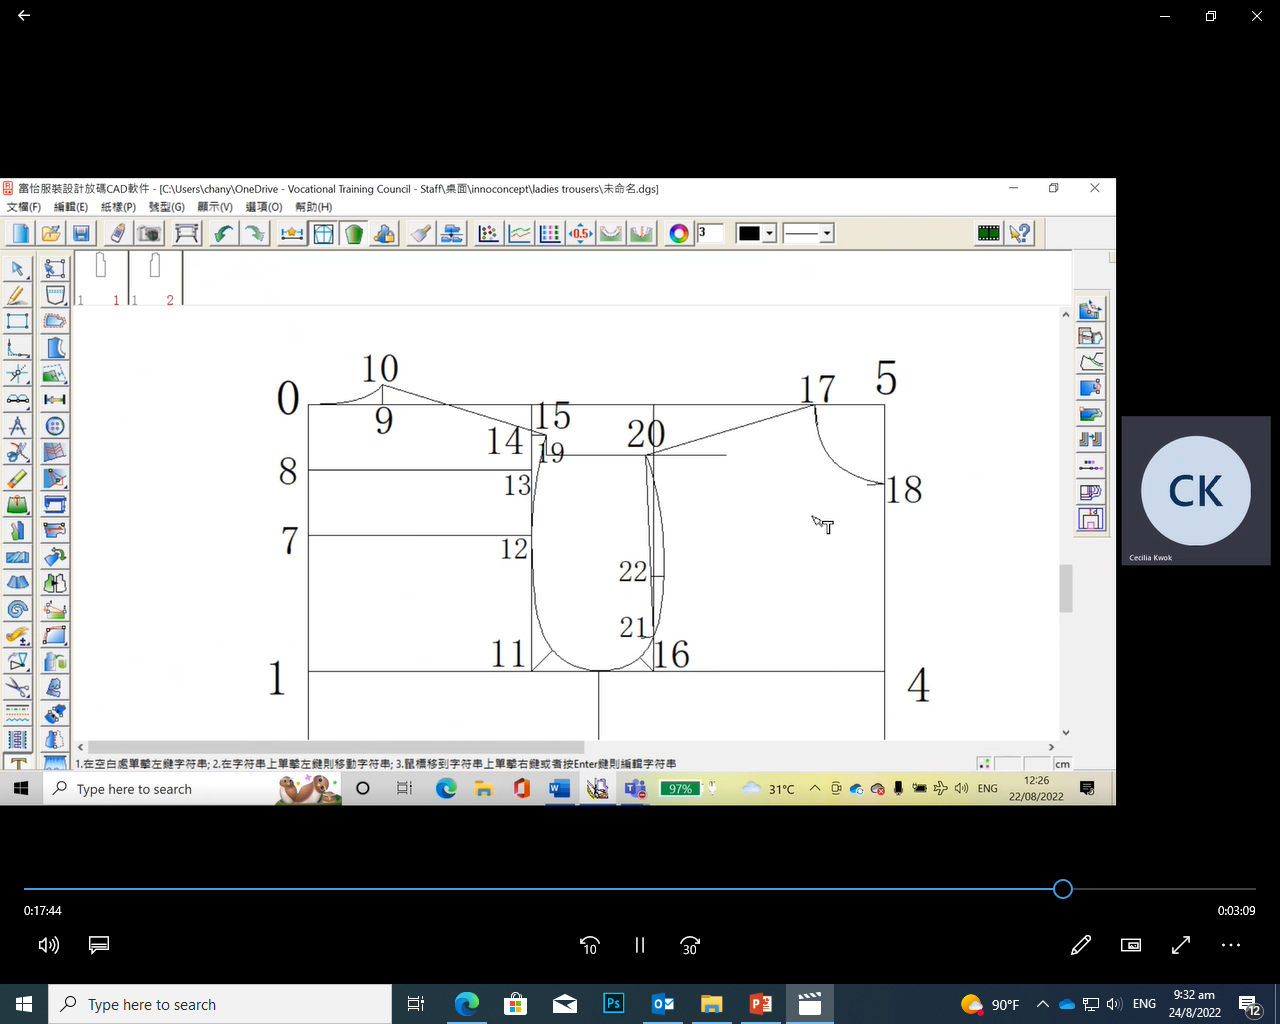 富怡服裝設計放碼CAD軟件 - [C:\Users\chany\OneDrive - Vocational Training Council - Staff\桌面\innoconcept\ladies trousers\未命名.dgs]
文檔(F) 編輯(E) 紙樣(P) 號型(G) 顯示(V) 選項(O) 幫助(H)
0.5 3
1 1 1 2
10 5
0 17
9 15 20
14 19
8 13 18
7 12
22
21
11 16
1 4
CK
Cecilia Kwok
1.在空白處單擊左鍵字符串; 2.在字符串上單擊左鍵則移動字符串; 3.鼠標移到字符串上單擊右鍵或者按Enter鍵則編輯字符串
cm
Type here to search
97% 31°C ENG
12:26
22/08/2022
0:17:44 0:03:09
10 30
Type here to search
Ps
90°F ENG
9:32 am
24/8/2022
12